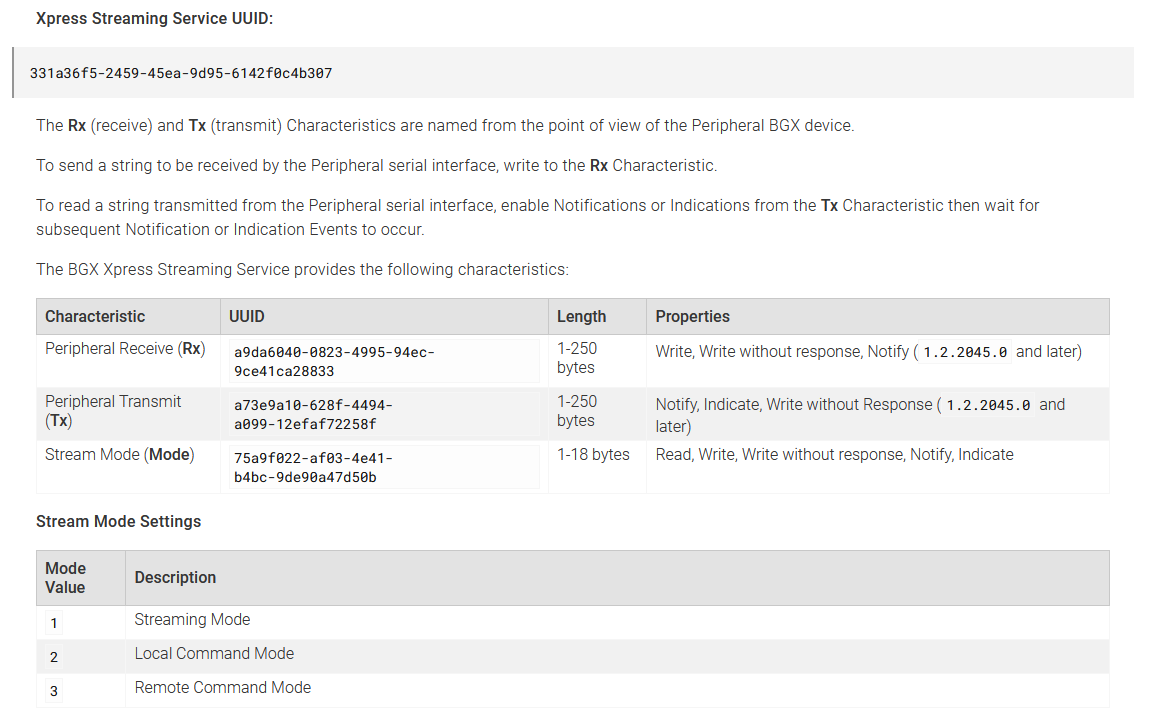 Xpress Streaming Service UUID:
331a36f5-2459-45ea-9d95-6142f0c4b307
The Rx (receive) and Tx (transmit) Characteristics are named from the point of view of the Peripheral BGX device.
To send a string to be received by the Peripheral serial interface, write to the Rx Characteristic.
To read a string transmitted from the Peripheral serial interface, enable Notifications or Indications from the Tx Characteristic then wait for
subsequent Notification or Indication Events to occur.
The BGX Xpress Streaming Service provides the following characteristics:
Characteristic UUID Length Properties
Peripheral Receive (Rx) a9da6040-0823-4995-94ec- 1-250 Write, Write without response, Notify ( 1.2.2045.0 and later)
9ce41ca28833 bytes
Peripheral Transmit a73e9a10-628f-4494- 1-250 Notify, Indicate, Write without Response ( 1.2.2045.0 and
(Tx) a099-12efaf72258f bytes later)
Stream Mode (Mode) 75a9f022-af03-4e41- 1-18 bytes Read, Write, Write without response, Notify, Indicate
b4bc-9de90a47d50b
Stream Mode Settings
Mode
Value Description
1 Streaming Mode
2 Local Command Mode
3 Remote Command Mode